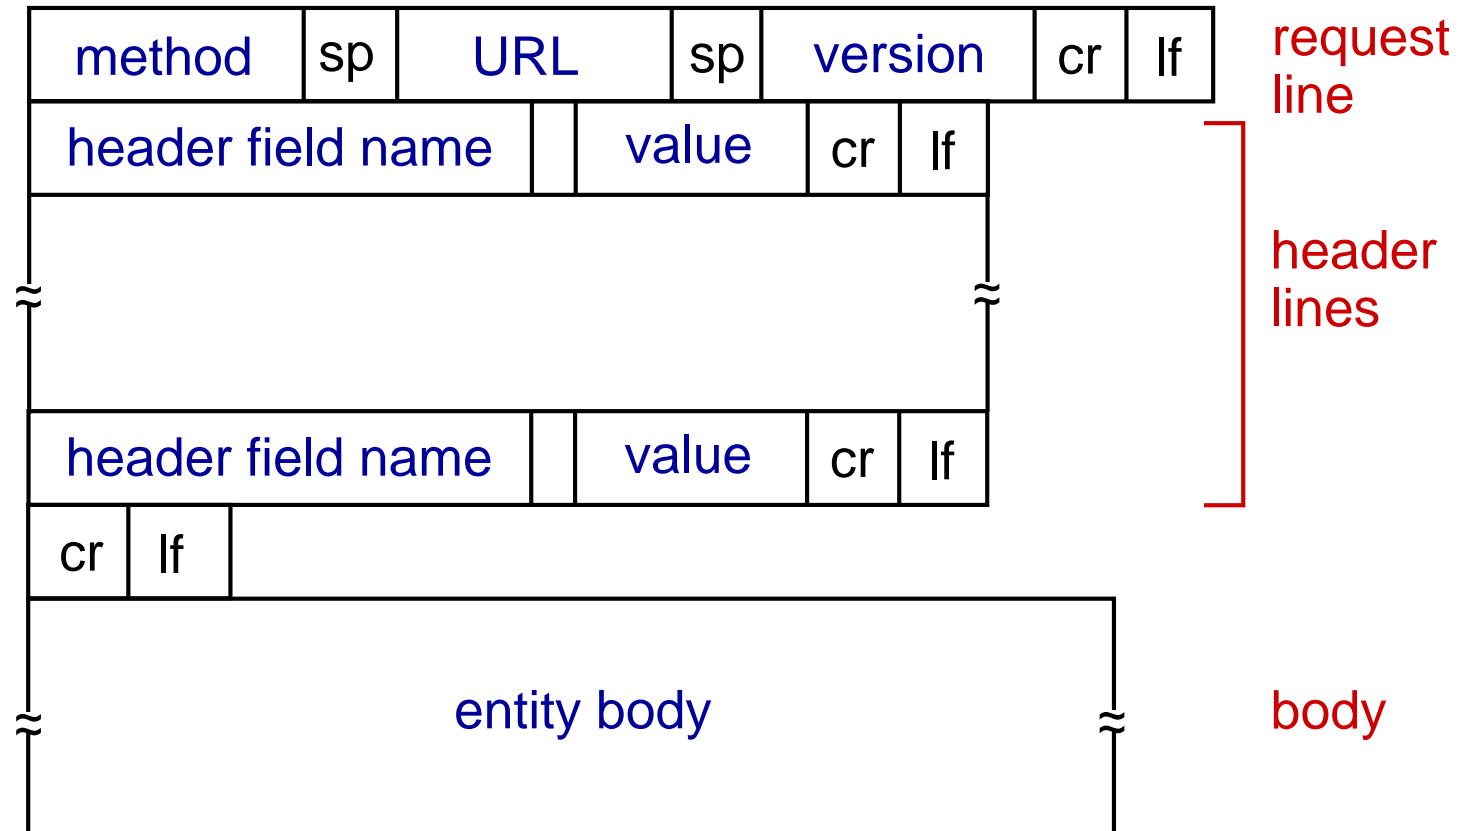 method sp URL sp version cr lf
request
line
header field name value cr lf
header
lines
header field name value cr lf
cr lf
entity body
body